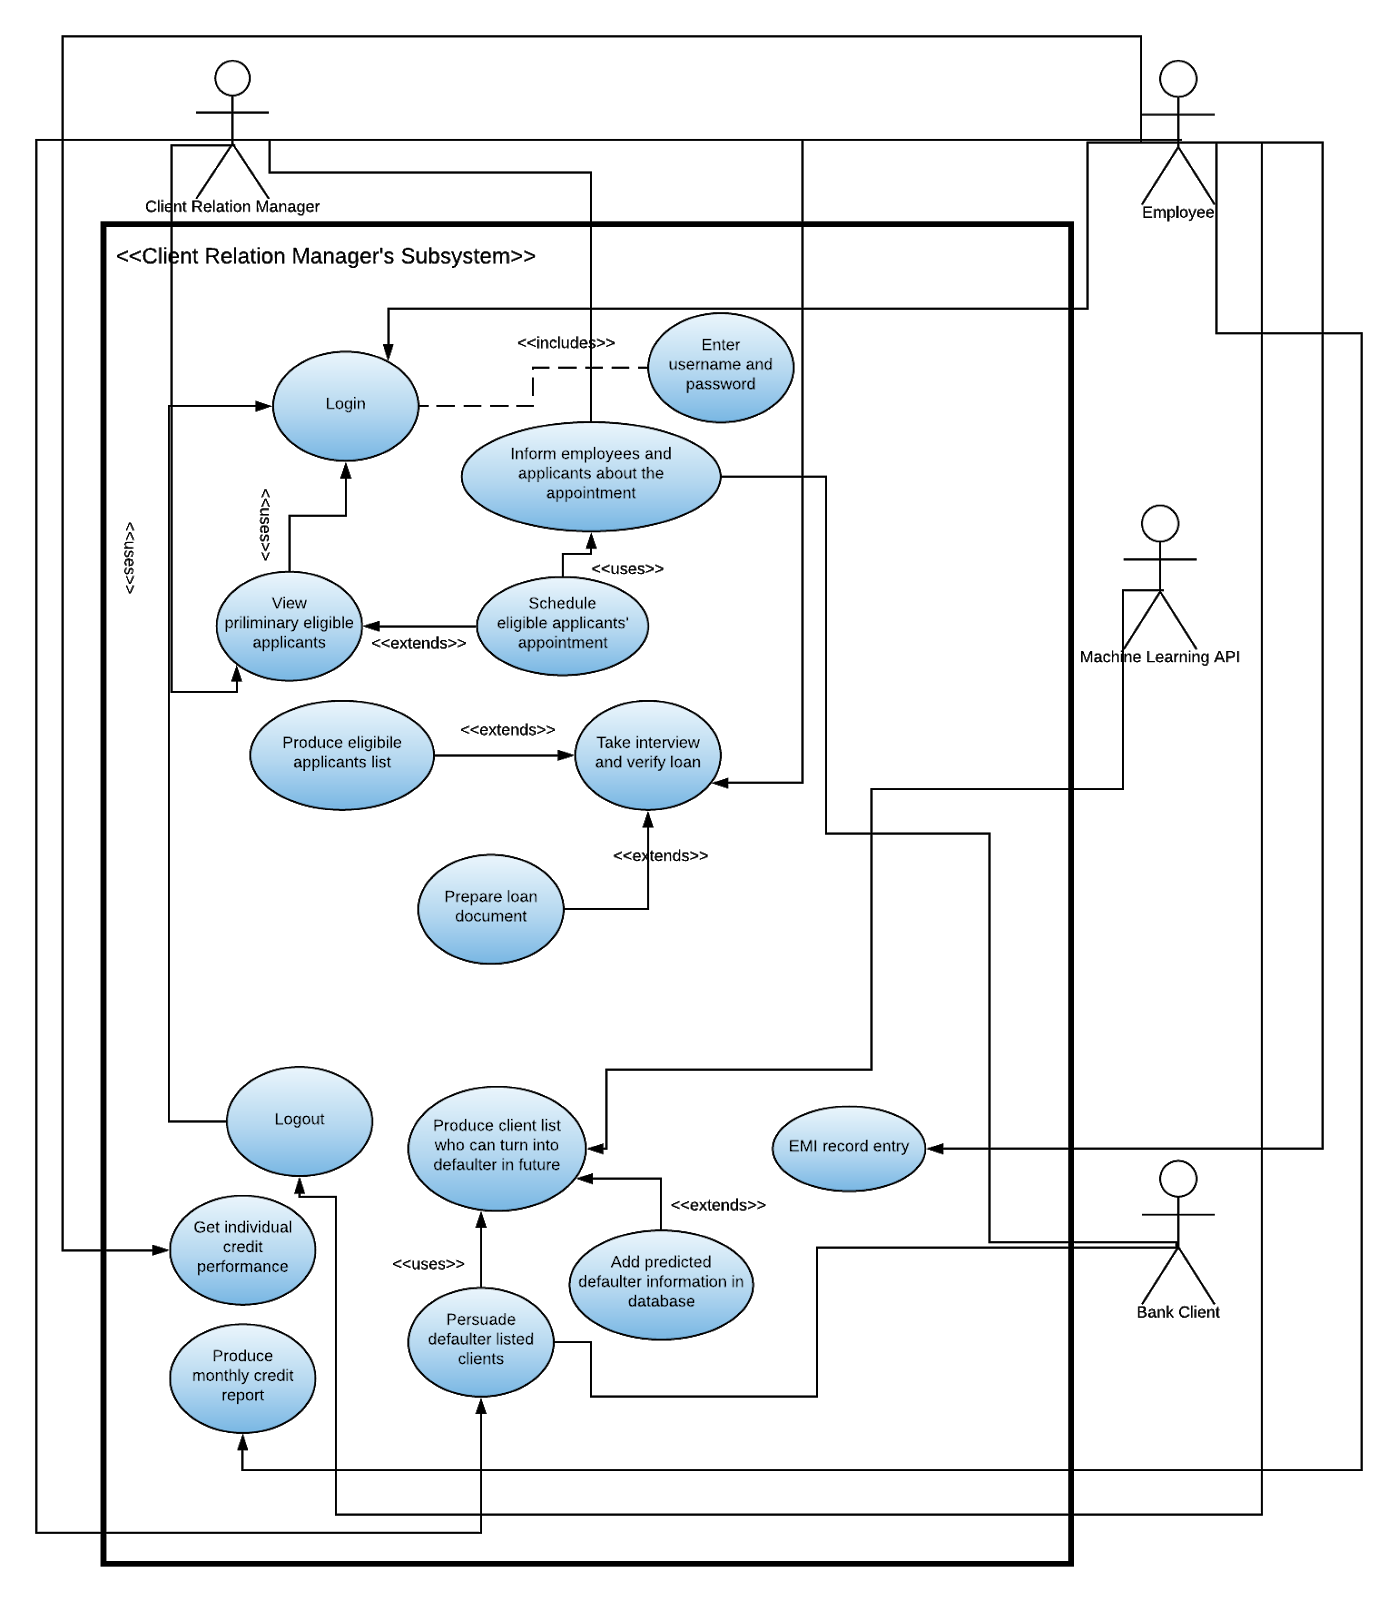 Client Relation Manager
Employee
<<Client Relation Manager's Subsystem>>
<<includes>>
Enter
username and
password
Login
Inform employees and
applicants about the
appointment
<<uses>>
<<uses>>
<<uses>>
View
priliminary eligible
applicants
<<extends>>
Schedule
eligible applicants'
appointment
Machine Learning API
Produce eligibile
applicants list
<<extends>>
Take interview
and verify loan
<<extends>>
Prepare loan
document
Logout
Produce client list
who can turn into
defaulter in future
EMI record entry
<<extends>>
Get individual
credit
performance
<<uses>>
Add predicted
defaulter information in
database
Bank Client
Persuade
defaulter listed
clients
Produce
monthly credit
report